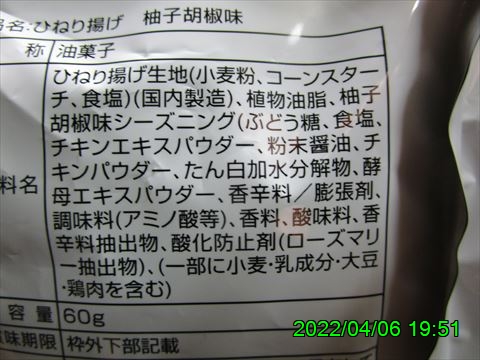 名:ひねり揚げ 柚子胡椒味
称 油菓子
ひねり揚げ生地(小麦粉、コーンスター
チ、食塩)(国内製造)、植物油脂、柚子
胡椒味シーズニング(ぶどう糖、食塩、
チキンエキスパウダー、粉末醤油、チ
キンパウダー、たん白加水分解物、酵
料名 母エキスパウダー、香辛料/膨張剤、
調味料(アミノ酸等)、香料、酸味料、香
辛料抽出物、酸化防止剤(ローズマリ
ー抽出物)、(一部に小麦・乳成分・大豆
・鶏肉を含む)
容量 60g
味期限 枠外下部記載
2022/04/06 19:51